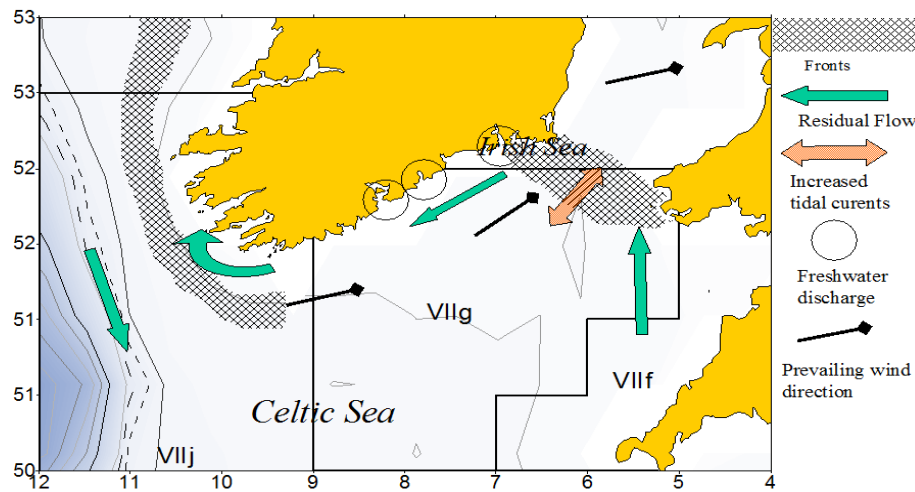 53
53
52
52
51
51
50
12
11
10
9
8
7
6
5
4
Irish Sea
VIIg
VIIf
Celtic Sea
VIIj
Fronts
Residual Flow
Increased
tidal curents
Freshwater
discharge
Prevailing wind
direction